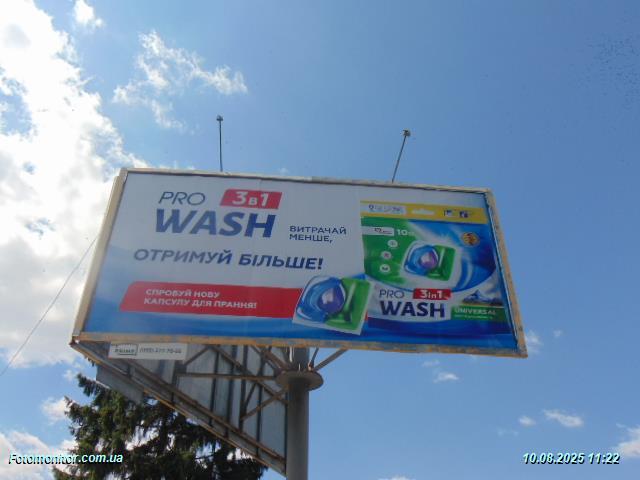 PRO
3в1
WASH
ВИТРАЧАЙ
МЕНШЕ,
ОТРИМУЙ БІЛЬШЕ!
СПРОБУЙ НОВУ
КАПСУЛУ ДЛЯ ПРАННЯ!
PRO
3in1
WASH
UNIVERSAL
Fotomonitor.com.ua
10.08.2025 11:22